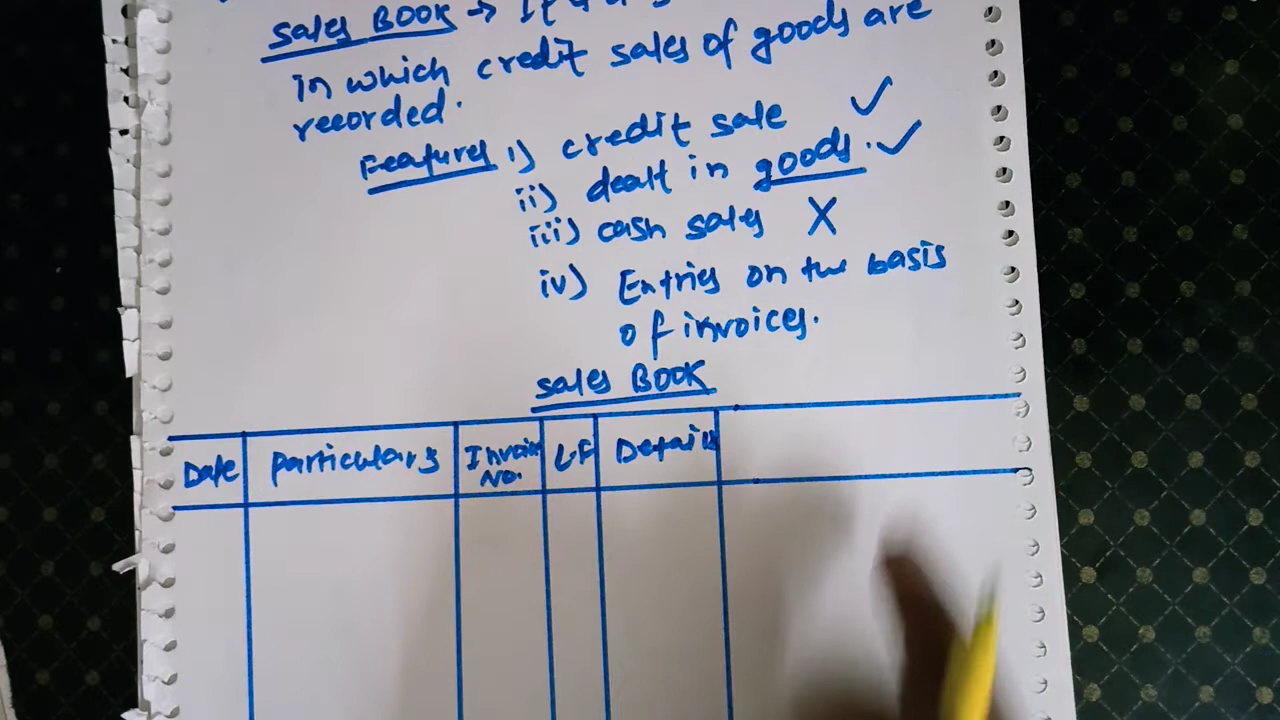 Sales BOOK →
in which credit sales of goods are
recorded.
Features i) credit sale ✓
ii) dealt in goods. ✓
iii) cash sales X
iv) Entries on the basis
of invoices.
Sales BOOK
Date Particulars Invoice No. L.F Details